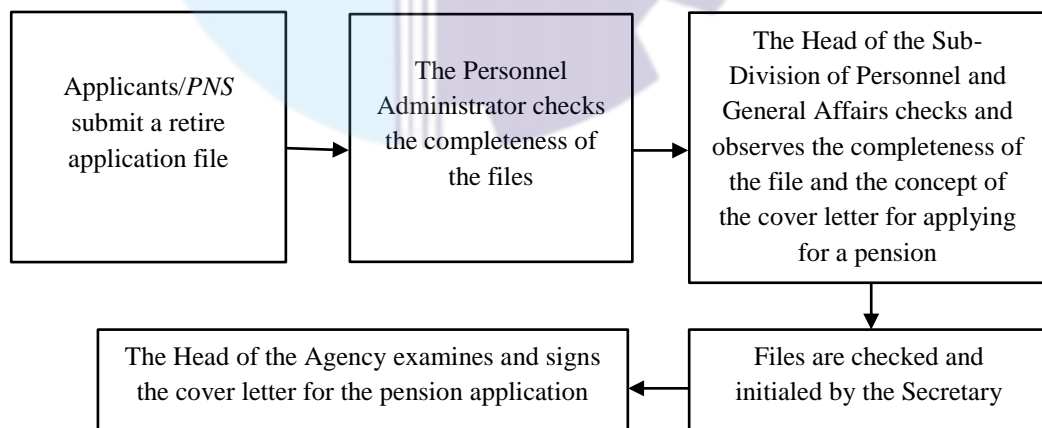 Applicants/PNS
submit a retire
application file
The Personnel
Administrator checks
the completeness of
the files
The Head of the Sub-
Division of Personnel and
General Affairs checks and
observes the completeness of
the file and the concept of
the cover letter for applying
for a pension
Files are checked and
initialed by the Secretary
The Head of the Agency examines and signs
the cover letter for the pension application